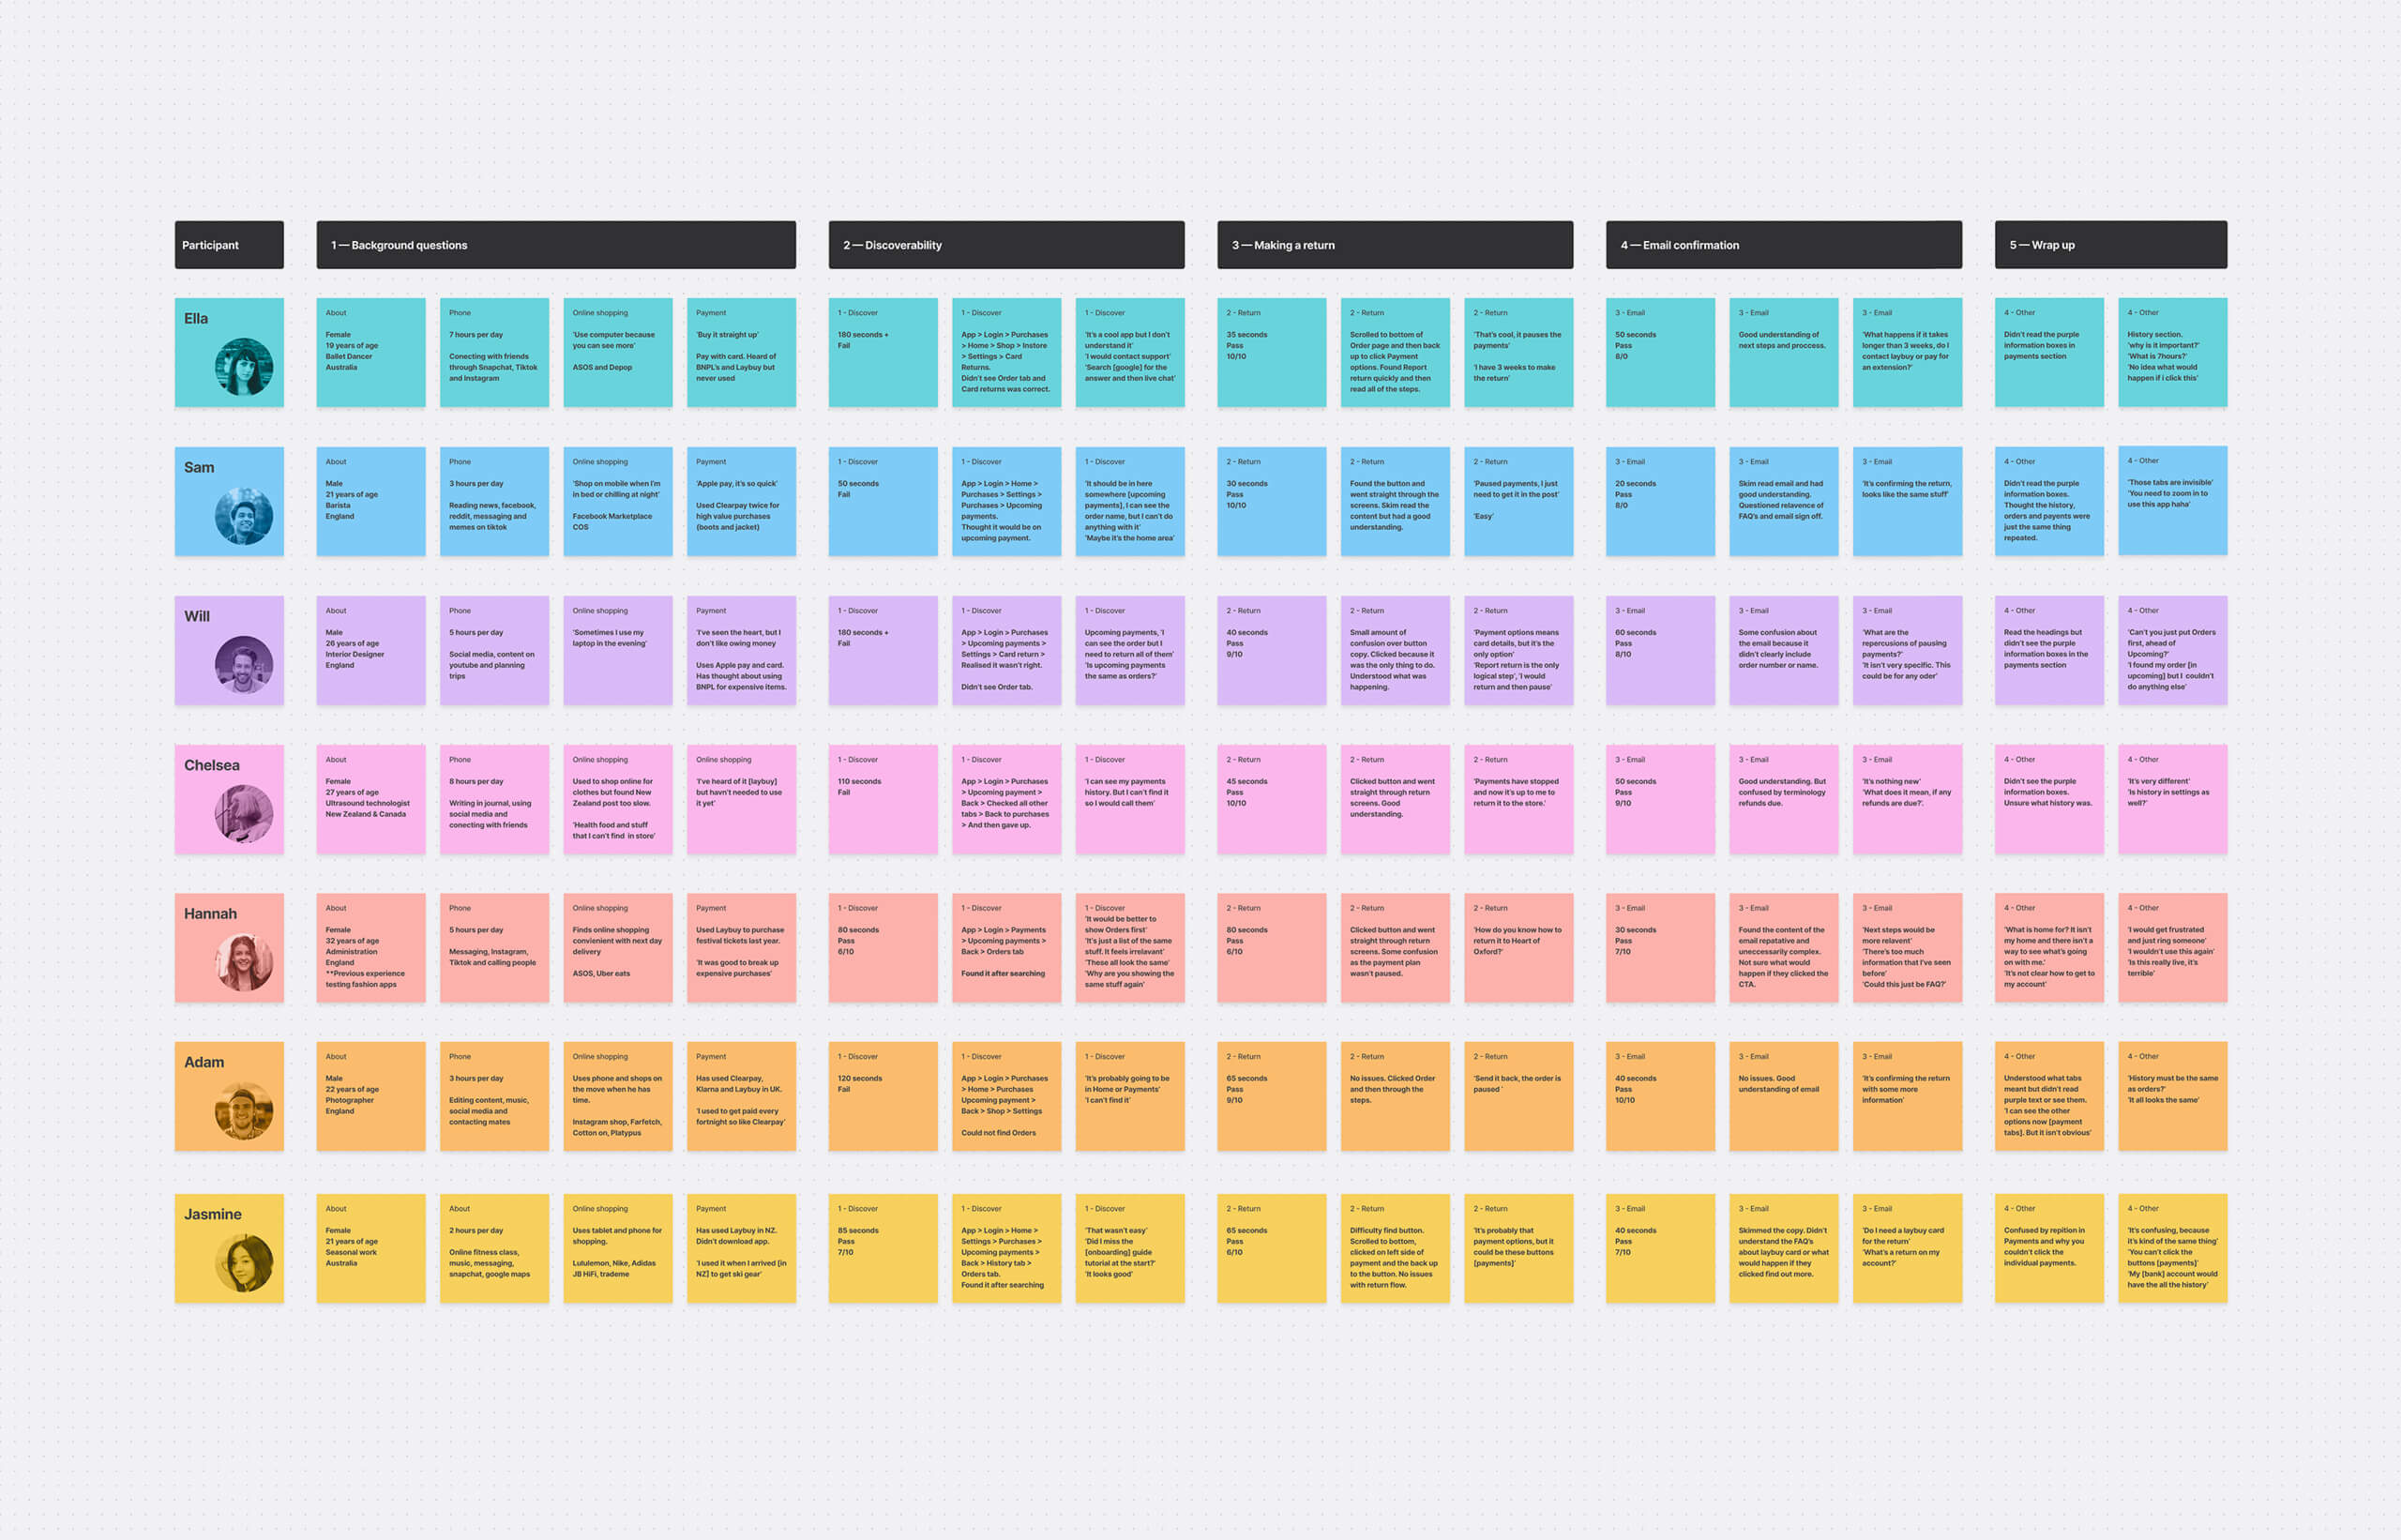 Participant
1 — Background questions
2 — Discoverability
3 — Making a return
4 — Email confirmation
5 — Wrap up
Ella
About
Female
19 years of age
Ballet Dancer
Australia
Phone
7 hours per day
Conecting with friends
through Snapchat, Tiktok
and Instagram
Online shopping
'Use computer because
you can see more'
ASOS and Depop
Payment
'Buy it straight up'
Pay with card. Heard of
BNPL's and Laybuy but
never used
1 - Discover
180 seconds +
Fail
1 - Discover
App > Login > Purchases
> Home > Shop > Instore
> Settings > Card
Returns.
Didn't see Order tab and
Card returns was correct.
1 - Discover
'It's a cool app but I don't
understand it'
'I would contact support'
'Search [google] for the
answer and then live chat'
2 - Return
35 seconds
Pass
10/10
2 - Return
Scrolled to bottom of
Order page and then back
up to click Payment
options. Found Report
return quickly and then
read all of the steps.
2 - Return
'That's cool, it pauses the
payments'
'I have 3 weeks to make
the return'
3 - Email
50 seconds
Pass
8/0
3 - Email
Good understanding of
next steps and proccess.
3 - Email
'What happens if it takes
longer than 3 weeks, do I
contact laybuy or pay for
an extension?'
4 - Other
Didn't read the purple
information boxes in
payments section
4 - Other
History section.
'why is it important?'
'What is 7hours?'
'No idea what would
happen if i click this'
Sam
About
Male
21 years of age
Barista
England
Phone
3 hours per day
Reading news, facebook,
reddit, messaging and
memes on tiktok
Online shopping
'Shop on mobile when I'm
in bed or chilling at night'
Facebook Marketplace
COS
Payment
'Apple pay, it's so quick'
Used Clearpay twice for
high value purchases
(boots and jacket)
1 - Discover
50 seconds
Fail
1 - Discover
App > Login > Home >
Purchases > Settings >
Purchases > Upcoming
payments.
Thought it would be on
upcoming payment.
1 - Discover
'It should be in here
somewhere [upcoming
payments], I can see the
order name, but I can't do
anything with it'
'Maybe it's the home area'
2 - Return
30 seconds
Pass
10/10
2 - Return
Found the button and
went straight through the
screens. Skim read the
content but had a good
understanding.
2 - Return
'Paused payments, I just
need to get it in the post'
'Easy'
3 - Email
20 seconds
Pass
8/0
3 - Email
Skim read email and had
good understanding.
Questioned relavence of
FAQ's and email sign off.
3 - Email
'It's confirming the return,
looks like the same stuff'
4 - Other
Didn't read the purple
information boxes.
Thought the history,
orders and payents were
just the same thing
repeated.
4 - Other
'Those tabs are invisible'
'You need to zoom in to
use this app haha'
Will
About
Male
26 years of age
Interior Designer
England
Phone
5 hours per day
Social media, content on
youtube and planning
trips
Online shopping
'Sometimes I use my
laptop in the evening'
Payment
'I've seen the heart, but I
don't like owing money
Uses Apple pay and card.
Has thought about using
BNPL for expensive items.
1 - Discover
180 seconds +
Fail
1 - Discover
App > Login > Purchases
> Upcoming payments >
Settings > Card return >
Realised it wasn't right.
Didn't see Order tab.
1 - Discover
Upcoming payments, 'I
can see the order but I
need to return all of them'
'Is upcoming payments
the same as orders?'
2 - Return
40 seconds
Pass
9/10
2 - Return
Small amount of
confusion over button
copy. Clicked because it
was the only thing to do.
Understood what was
happening.
2 - Return
'Payment options means
card details, but it's the
only option'
'Report return is the only
logical step', 'I would
return and then pause'
3 - Email
60 seconds
Pass
8/10
3 - Email
Some confusion about
the email because it
didn't clearly include
order number or name.
3 - Email
'What are the
repercusions of pausing
payments?'
'It isn't very specific. This
could be for any oder'
4 - Other
Read the headings but
didn't see the purple
information boxes in the
payments section
4 - Other
'Can't you just put Orders
first, ahead of
Upcoming?'
'I found my order [in
upcoming] but I couldn't
do anything else'
Chelsea
About
Female
27 years of age
Ultrasound technologist
New Zealand & Canada
Phone
8 hours per day
Writing in journal, using
social media and
conecting with friends
Online shopping
Used to shop online for
clothes but found New
Zealand post too slow.
'Health food and stuff
that I can't find in store'
Online shopping
'I've heard of it [laybuy]
but havn't needed to use
it yet'
1 - Discover
110 seconds
Fail
1 - Discover
App > Login > Purchases
> Upcoming payment >
Back > Checked all other
tabs > Back to purchases
> And then gave up.
1 - Discover
'I can see my payments
history. But I can't find it
so I would call them'
2 - Return
45 seconds
Pass
10/10
2 - Return
Clicked button and went
straight through return
screens. Good
understanding.
2 - Return
'Payments have stopped
and now it's up to me to
return it to the store.'
3 - Email
50 seconds
Pass
9/10
3 - Email
Good understanding. But
confused by terminology
refunds due.
3 - Email
'It's nothing new'
'What does it mean, if any
refunds are due?'.
4 - Other
Didn't see the purple
information boxes.
Unsure what history was.
4 - Other
'It's very different'
'Is history in settings as
well?'
Hannah
About
Female
32 years of age
Administration
England
**Previous experience
testing fashion apps
Phone
5 hours per day
Messaging, Instagram,
Tiktok and calling people
Online shopping
Finds online shopping
convienient with next day
delivery
ASOS, Uber eats
Payment
Used Laybuy to purchase
festival tickets last year.
'It was good to break up
expensive purchases'
1 - Discover
80 seconds
Pass
6/10
1 - Discover
App > Login > Payments
> Upcoming payments >
Back > Orders tab
Found it after searching
1 - Discover
'It would be better to
show Orders first'
'It's just a list of the same
stuff. It feels irrelavant'
'These all look the same'
'Why are you showing the
same stuff again'
2 - Return
80 seconds
Pass
6/10
2 - Return
Clicked button and went
straight through return
screens. Some confusion
as the payment plan
wasn't paused.
2 - Return
'How do you know how to
return it to Heart of
Oxford?'
3 - Email
30 seconds
Pass
7/10
3 - Email
Found the content of the
email repatative and
uneccessarily complex.
Not sure what would
happen if they clicked the
CTA.
3 - Email
'Next steps would be
more relavent'
'There's too much
information that I've seen
before'
'Could this just be FAQ?'
4 - Other
'What is home for? It isn't
my home and there isn't a
way to see what's going
on with me.'
'It's not clear how to get to
my account'
4 - Other
'I would get frustrated
and just ring someone'
'I wouldn't use this again'
'Is this really live, it's
terrible'
Adam
About
Male
22 years of age
Photographer
England
Phone
3 hours per day
Editing content, music,
social media and
contacting mates
Online shopping
Uses phone and shops on
the move when he has
time.
Instagram shop, Farfetch,
Cotton on, Platypus
Payment
Has used Clearpay,
Klarna and Laybuy in UK.
'I used to get paid every
fortnight so like Clearpay'
1 - Discover
120 seconds
Fail
1 - Discover
App > Login > Purchases
> Home > Purchases
Upcoming payment >
Back > Shop > Settings
Could not find Orders
1 - Discover
'It's probably going to be
in Home or Payments'
'I can't find it'
2 - Return
65 seconds
Pass
9/10
2 - Return
No issues. Clicked Order
and then through the
steps.
2 - Return
'Send it back, the order is
paused '
3 - Email
40 seconds
Pass
10/10
3 - Email
No issues. Good
understanding of email
3 - Email
'It's confirming the return
with some more
information'
4 - Other
Understood what tabs
meant but didn't read
purple text or see them.
'I can see the other
options now [payment
tabs]. But it isn't obvious'
4 - Other
'History must be the same
as orders?'
'It all looks the same'
Jasmine
About
Female
21 years of age
Seasonal work
Australia
About
2 hours per day
Online fitness class,
music, messaging,
snapchat, google maps
Online shopping
Uses tablet and phone for
shopping.
Lululemon, Nike, Adidas
JB HiFi, trademe
Payment
Has used Laybuy in NZ.
Didn't download app.
'I used it when I arrived [in
NZ] to get ski gear'
1 - Discover
85 seconds
Pass
7/10
1 - Discover
App > Login > Home >
Settings > Purchases >
Upcoming payments >
Back > History tab >
Orders tab.
Found it after searching
1 - Discover
'That wasn't easy'
'Did I miss the
[onboarding] guide
tutorial at the start?'
'It looks good'
2 - Return
65 seconds
Pass
6/10
2 - Return
Difficulty find button.
Scrolled to bottom,
clicked on left side of
payment and the back up
to the button. No issues
with return flow.
2 - Return
'It's probably that
payment options, but it
could be these buttons
[payments]'
3 - Email
40 seconds
Pass
7/10
3 - Email
Skimmed the copy. Didn't
understand the FAQ's
about laybuy card or what
would happen if they
clicked find out more.
3 - Email
'Do I need a laybuy card
for the return'
'What's a return on my
account?'
4 - Other
Confused by repition in
Payments and why you
couldn't click the
individual payments.
4 - Other
'It's confusing, because
it's kind of the same thing'
'You can't click the
buttons [payments]'
'My [bank] account would
have the all the history'